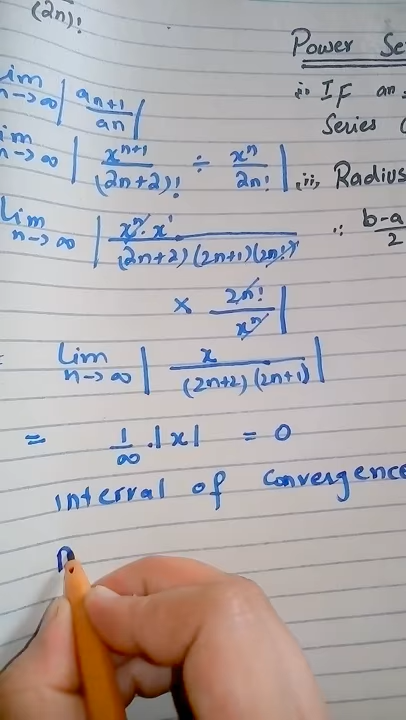 (2n)!
Power Se
lim n→∞ | an+1 / an |
i, IF an
Series
lim n→∞ | x^n+1 / (2n+2)! ÷ x^n / 2n! |
ii, Radius
Lim n→∞ | x^n · x^1 / (2n+2)(2n+1)(2n!)
∵ b-a / 2
× 2n! / x^n |
= lim n→∞ | x / (2n+2)(2n+1) |
= 1/∞ . |x| = 0
interval of convergence